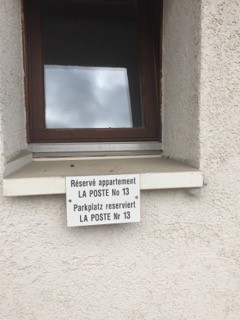 Réservé appartement
LA POSTE No 13
Parkplatz reserviert
LA POSTE Nr 13